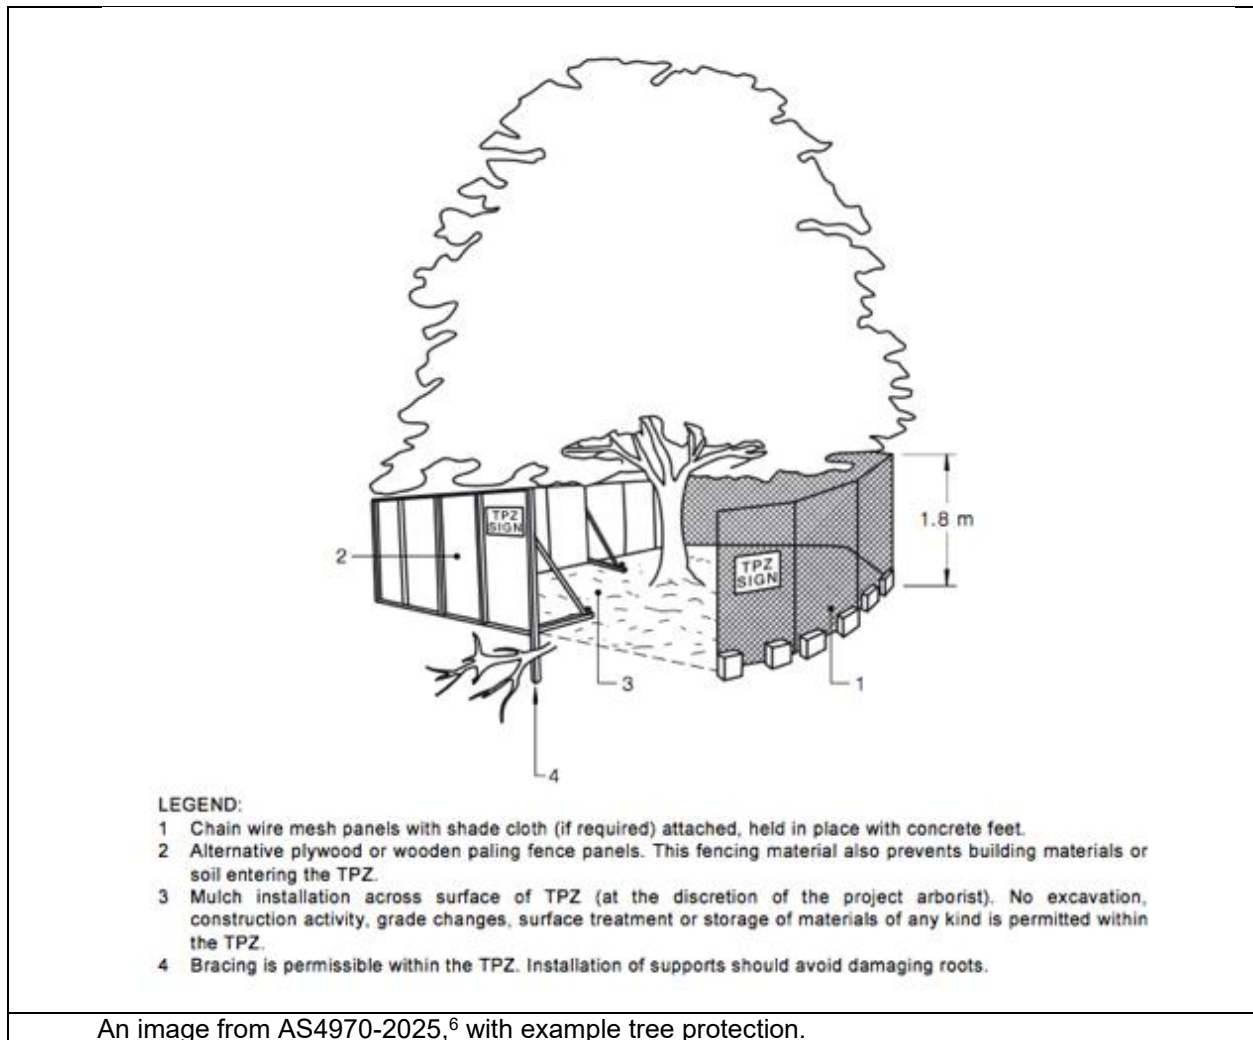 TPZ
SIGN
TPZ
SIGN
1.8 m
2
3
1
4
LEGEND:
1 Chain wire mesh panels with shade cloth (if required) attached, held in place with concrete feet.
2 Alternative plywood or wooden paling fence panels. This fencing material also prevents building materials or
soil entering the TPZ.
3 Mulch installation across surface of TPZ (at the discretion of the project arborist). No excavation,
construction activity, grade changes, surface treatment or storage of materials of any kind is permitted within
the TPZ.
4 Bracing is permissible within the TPZ. Installation of supports should avoid damaging roots.
An image from AS4970-2025,⁶ with example tree protection.